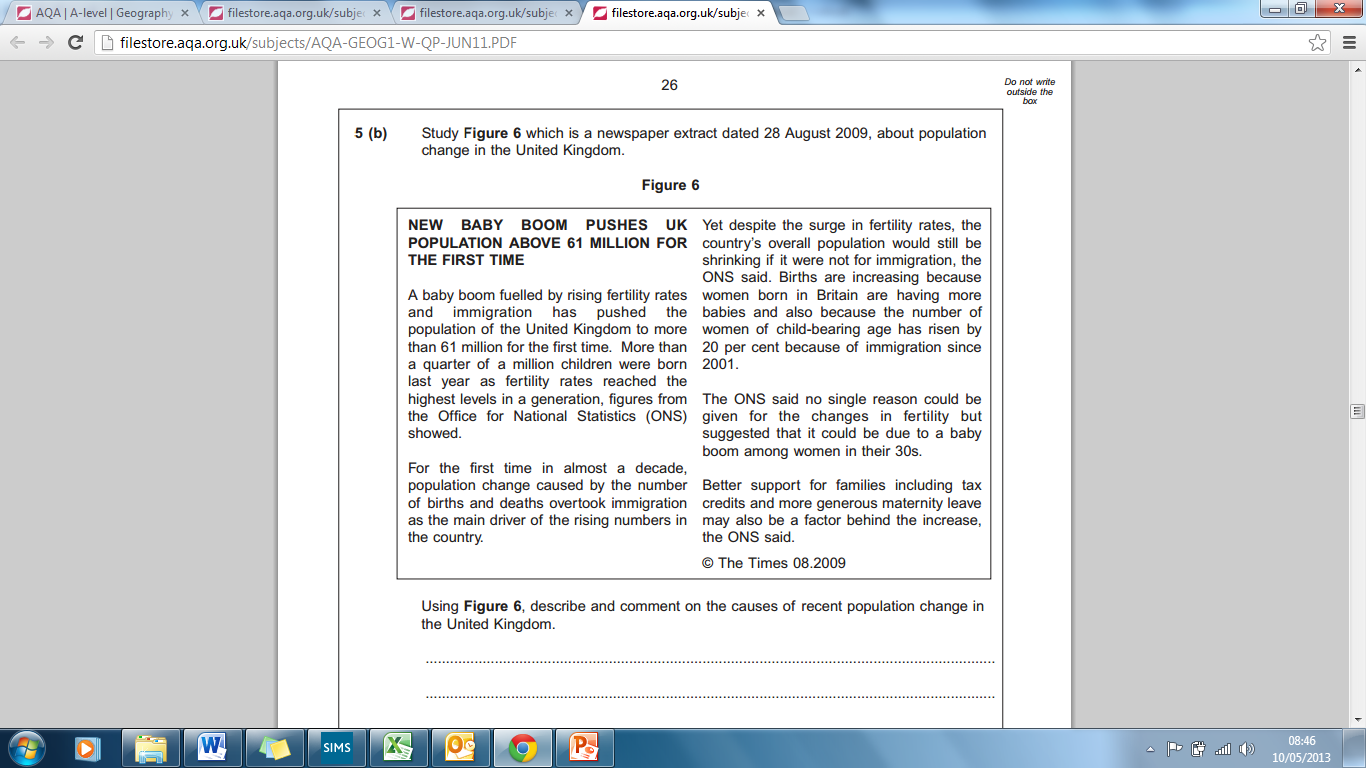 AQA | A-level | Geography
filestore.aqa.org.uk/subje
filestore.aqa.org.uk/subje
filestore.aqa.org.uk/subje
filestore.aqa.org.uk/subjects/AQA-GEOG1-W-QP-JUN11.PDF
26
Do not write
outside the
box
5 (b) Study Figure 6 which is a newspaper extract dated 28 August 2009, about population
change in the United Kingdom.
Figure 6
NEW BABY BOOM PUSHES UK
POPULATION ABOVE 61 MILLION FOR
THE FIRST TIME
A baby boom fuelled by rising fertility rates
and immigration has pushed the
population of the United Kingdom to more
than 61 million for the first time. More than
a quarter of a million children were born
last year as fertility rates reached the
highest levels in a generation, figures from
the Office for National Statistics (ONS)
showed.
For the first time in almost a decade,
population change caused by the number
of births and deaths overtook immigration
as the main driver of the rising numbers in
the country.
Yet despite the surge in fertility rates, the
country's overall population would still be
shrinking if it were not for immigration, the
ONS said. Births are increasing because
women born in Britain are having more
babies and also because the number of
women of child-bearing age has risen by
20 per cent because of immigration since
2001.
The ONS said no single reason could be
given for the changes in fertility but
suggested that it could be due to a baby
boom among women in their 30s.
Better support for families including tax
credits and more generous maternity leave
may also be a factor behind the increase,
the ONS said.
© The Times 08.2009
Using Figure 6, describe and comment on the causes of recent population change in
the United Kingdom.
SIMS
08:46
10/05/2013